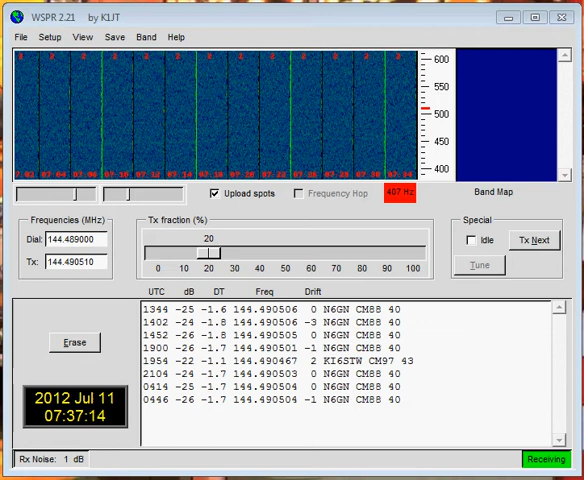 WSPR 2.21 by K1JT
File Setup View Save Band Help
600
500
400
Upload spots
Frequency Hop
407 Hz
Band Map
Frequencies (MHz)
Dial: 144.489000
Tx: 144.490510
Tx fraction (%)
20
0 10 20 30 40 50 60 70 80 90 100
Special
Idle
Tx Next
Tune
UTC dB DT Freq Drift
1344 -25 -1.6 144.490506 0 N6GN CM88 40
1402 -24 -1.8 144.490506 -3 N6GN CM88 40
1452 -26 -1.8 144.490505 0 N6GN CM88 40
1900 -26 -1.7 144.490501 -1 N6GN CM88 40
1954 -22 -1.1 144.490467 2 KI6STW CM97 43
2104 -24 -1.7 144.490503 0 N6GN CM88 40
0414 -25 -1.7 144.490504 0 N6GN CM88 40
0446 -26 -1.7 144.490504 -1 N6GN CM88 40
Erase
2012 Jul 11
07:37:14
Rx Noise: 1 dB
Receiving